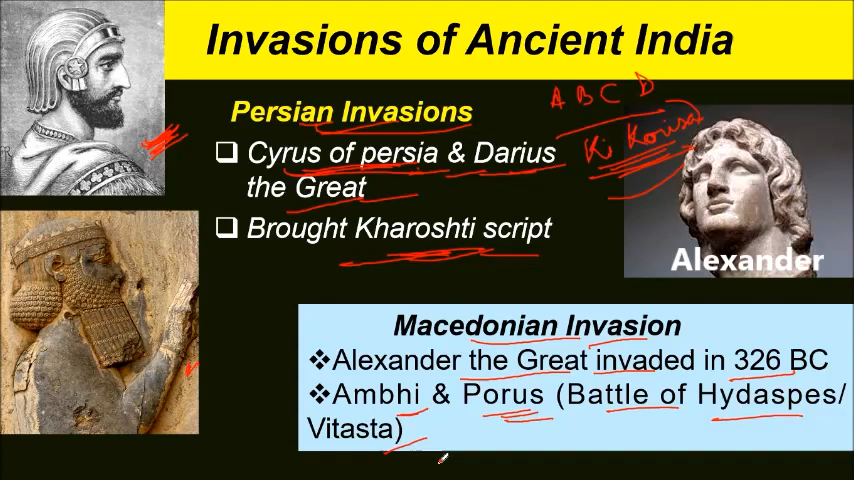 Invasions of Ancient India
Persian Invasions
❑ Cyrus of persia & Darius
the Great
❑ Brought Kharoshti script
A B C D
Ki
Alexander
Macedonian Invasion
❖Alexander the Great invaded in 326 BC
❖Ambhi & Porus (Battle of Hydaspes/
Vitasta)